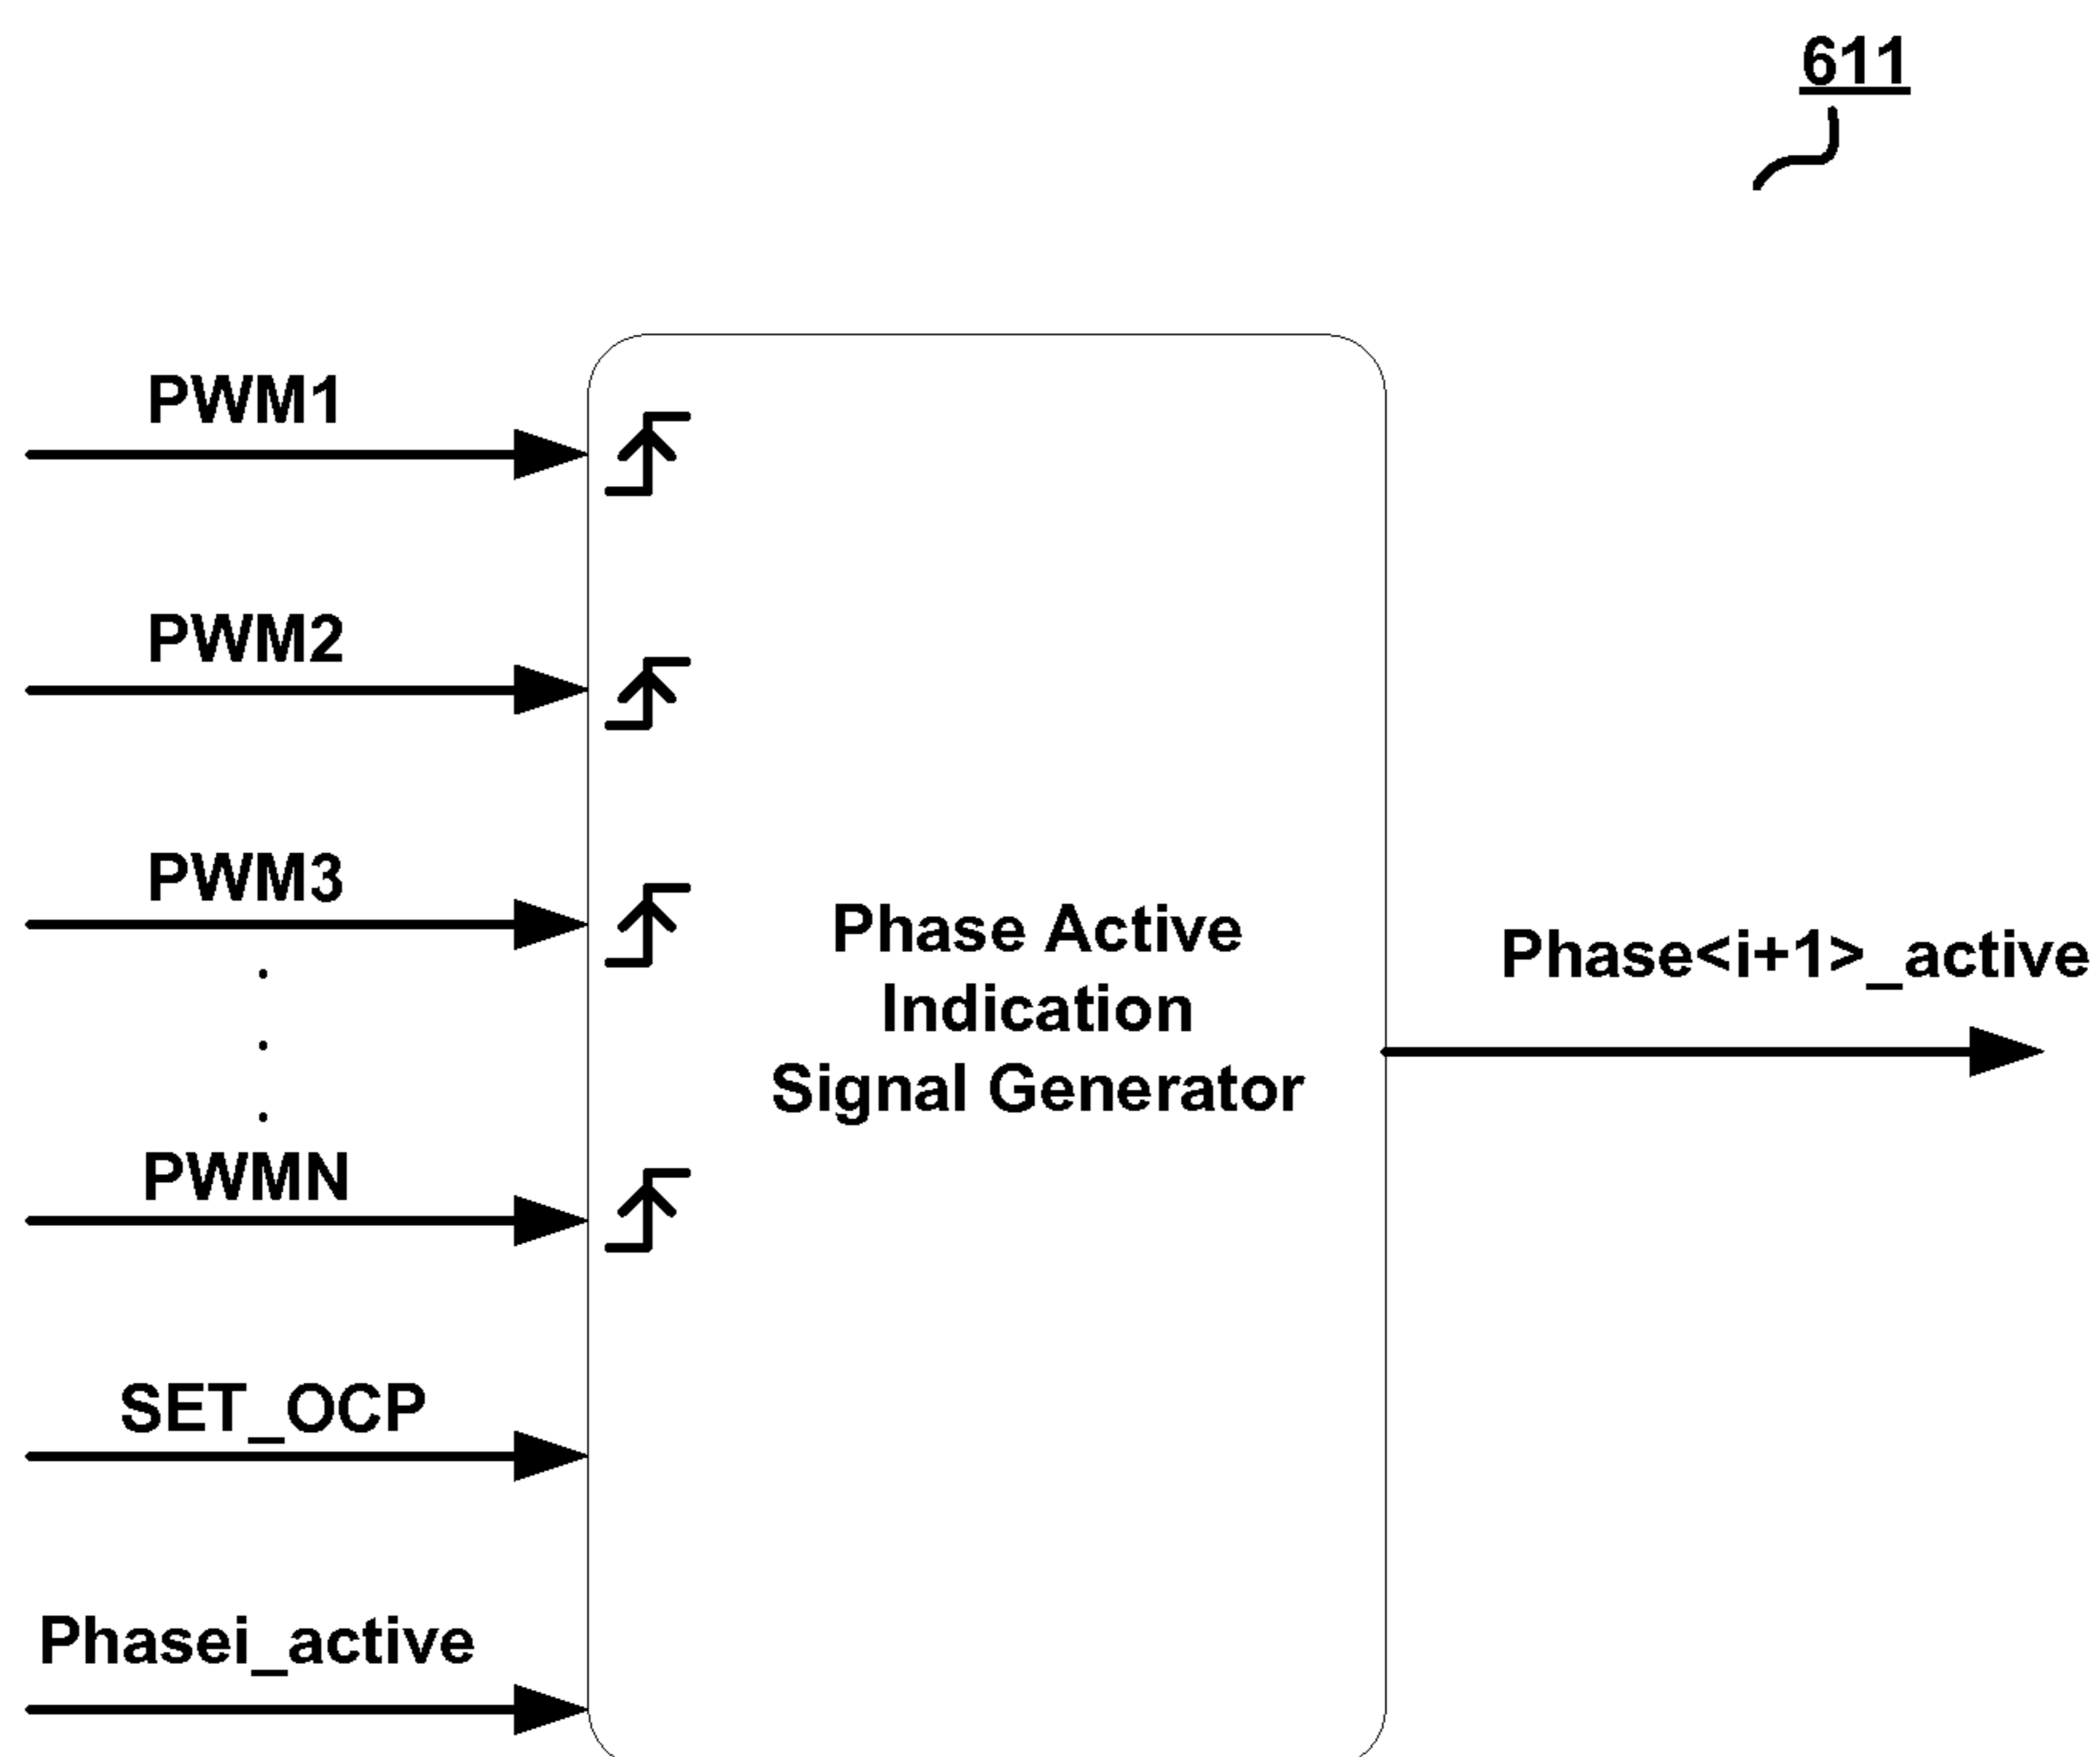 611
PWM1
PWM2
PWM3
PWMN
SET_OCP
Phasei_active
Phase Active
Indication
Signal Generator
Phase<i+1>_active